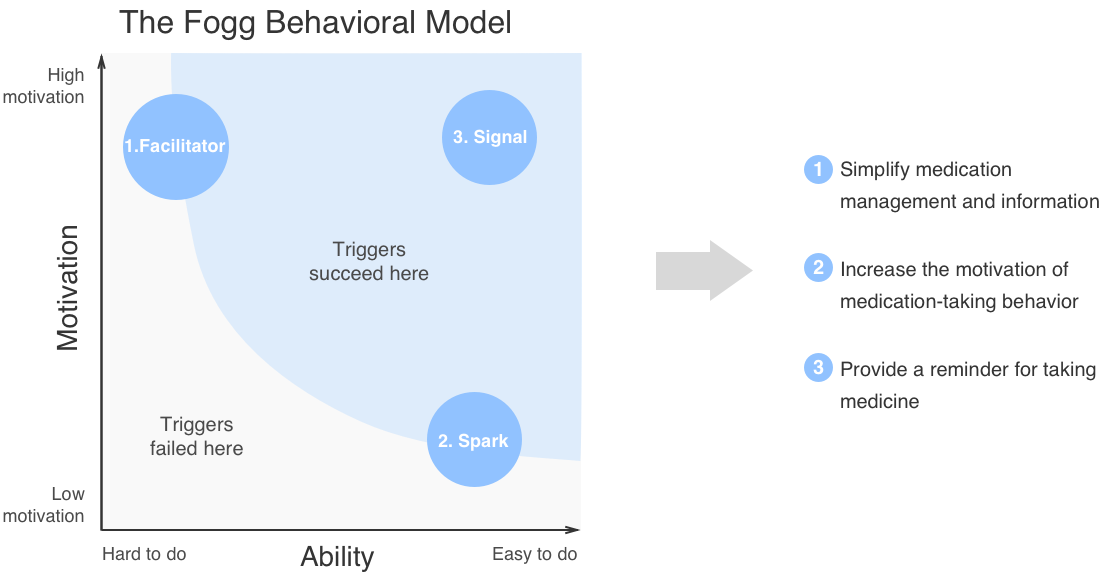 The Fogg Behavioral Model
High
motivation
1.Facilitator
3. Signal
Triggers
succeed here
Motivation
Triggers
failed here
2. Spark
Low
motivation
Hard to do
Ability
Easy to do
1 Simplify medication
management and information
2 Increase the motivation of
medication-taking behavior
3 Provide a reminder for taking
medicine